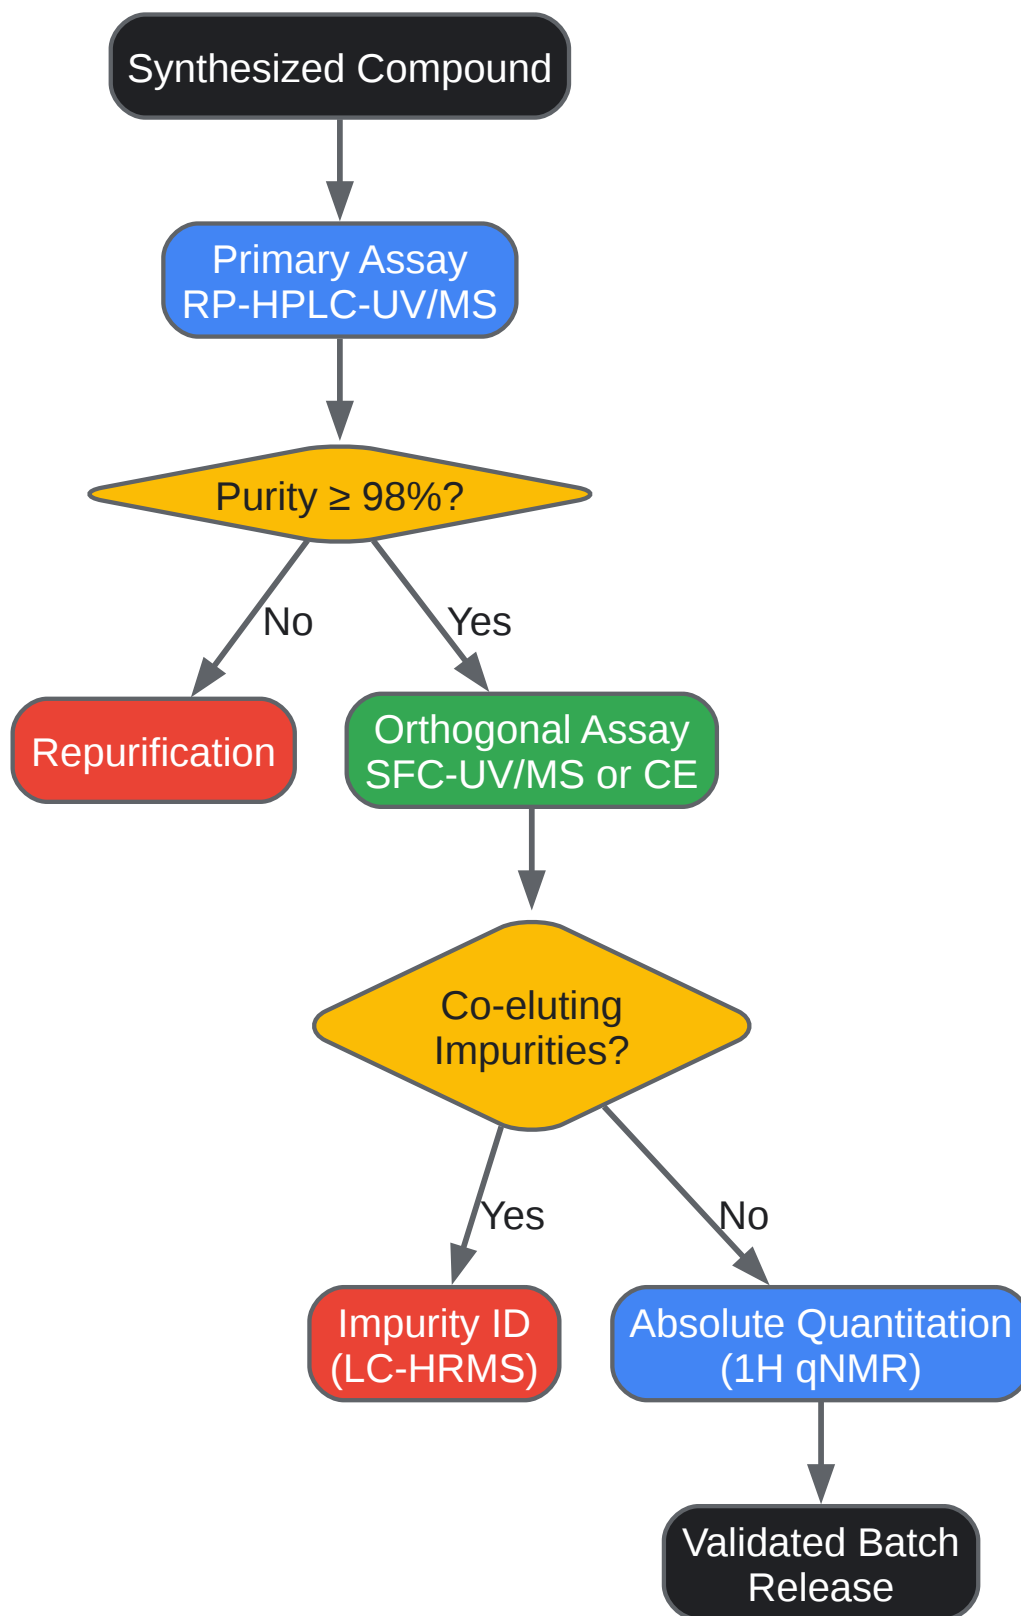 Synthesized Compound
Primary Assay
RP-HPLC-UV/MS
Purity ≥ 98%?
No
Yes
Repurification
Orthogonal Assay
SFC-UV/MS or CE
Co-eluting
Impurities?
Yes
No
Impurity ID
(LC-HRMS)
Absolute Quantitation
(1H qNMR)
Validated Batch
Release